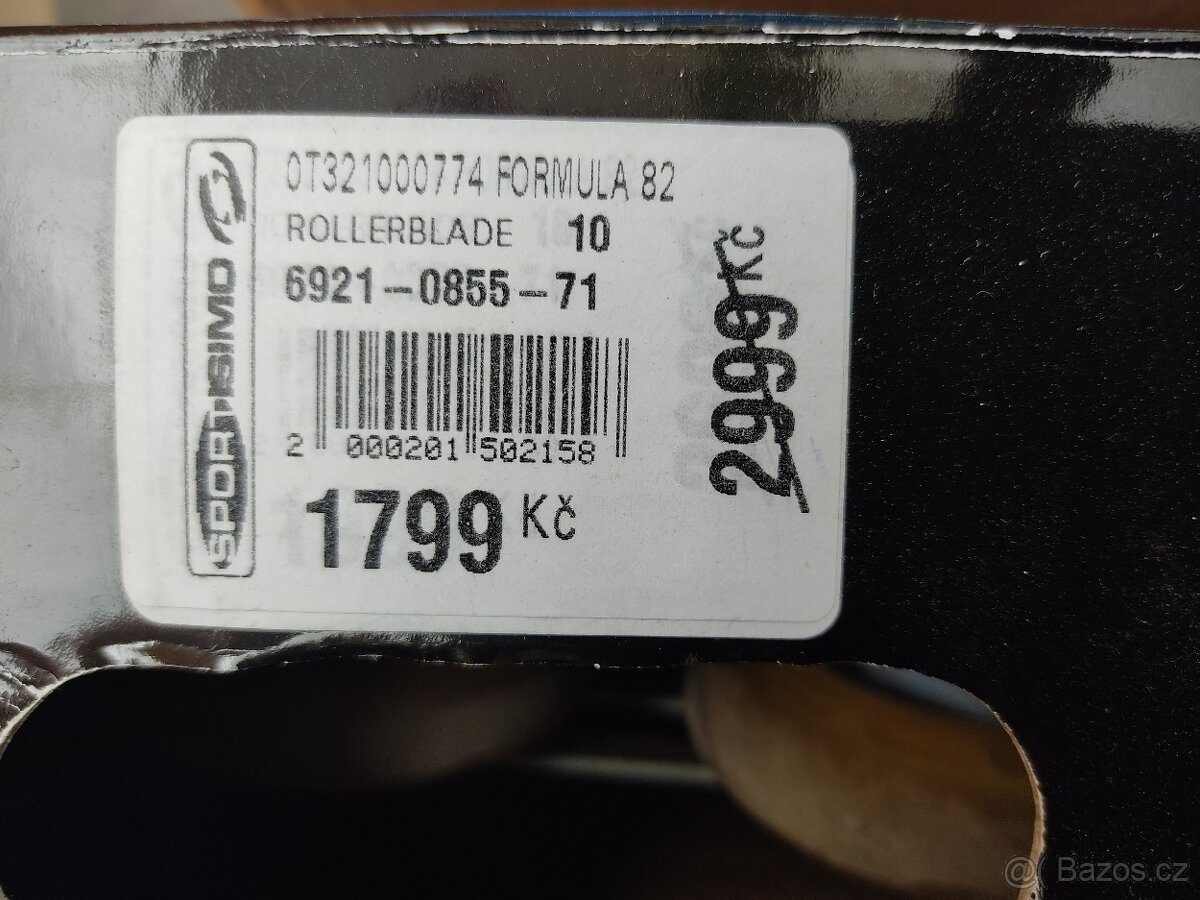 SPORTISIMO
0T321000774 FORMULA 82
ROLLERBLADE 10
6921-0855-71
2 000201 502158
1799 Kč
2999 Kč
Bazos.cz